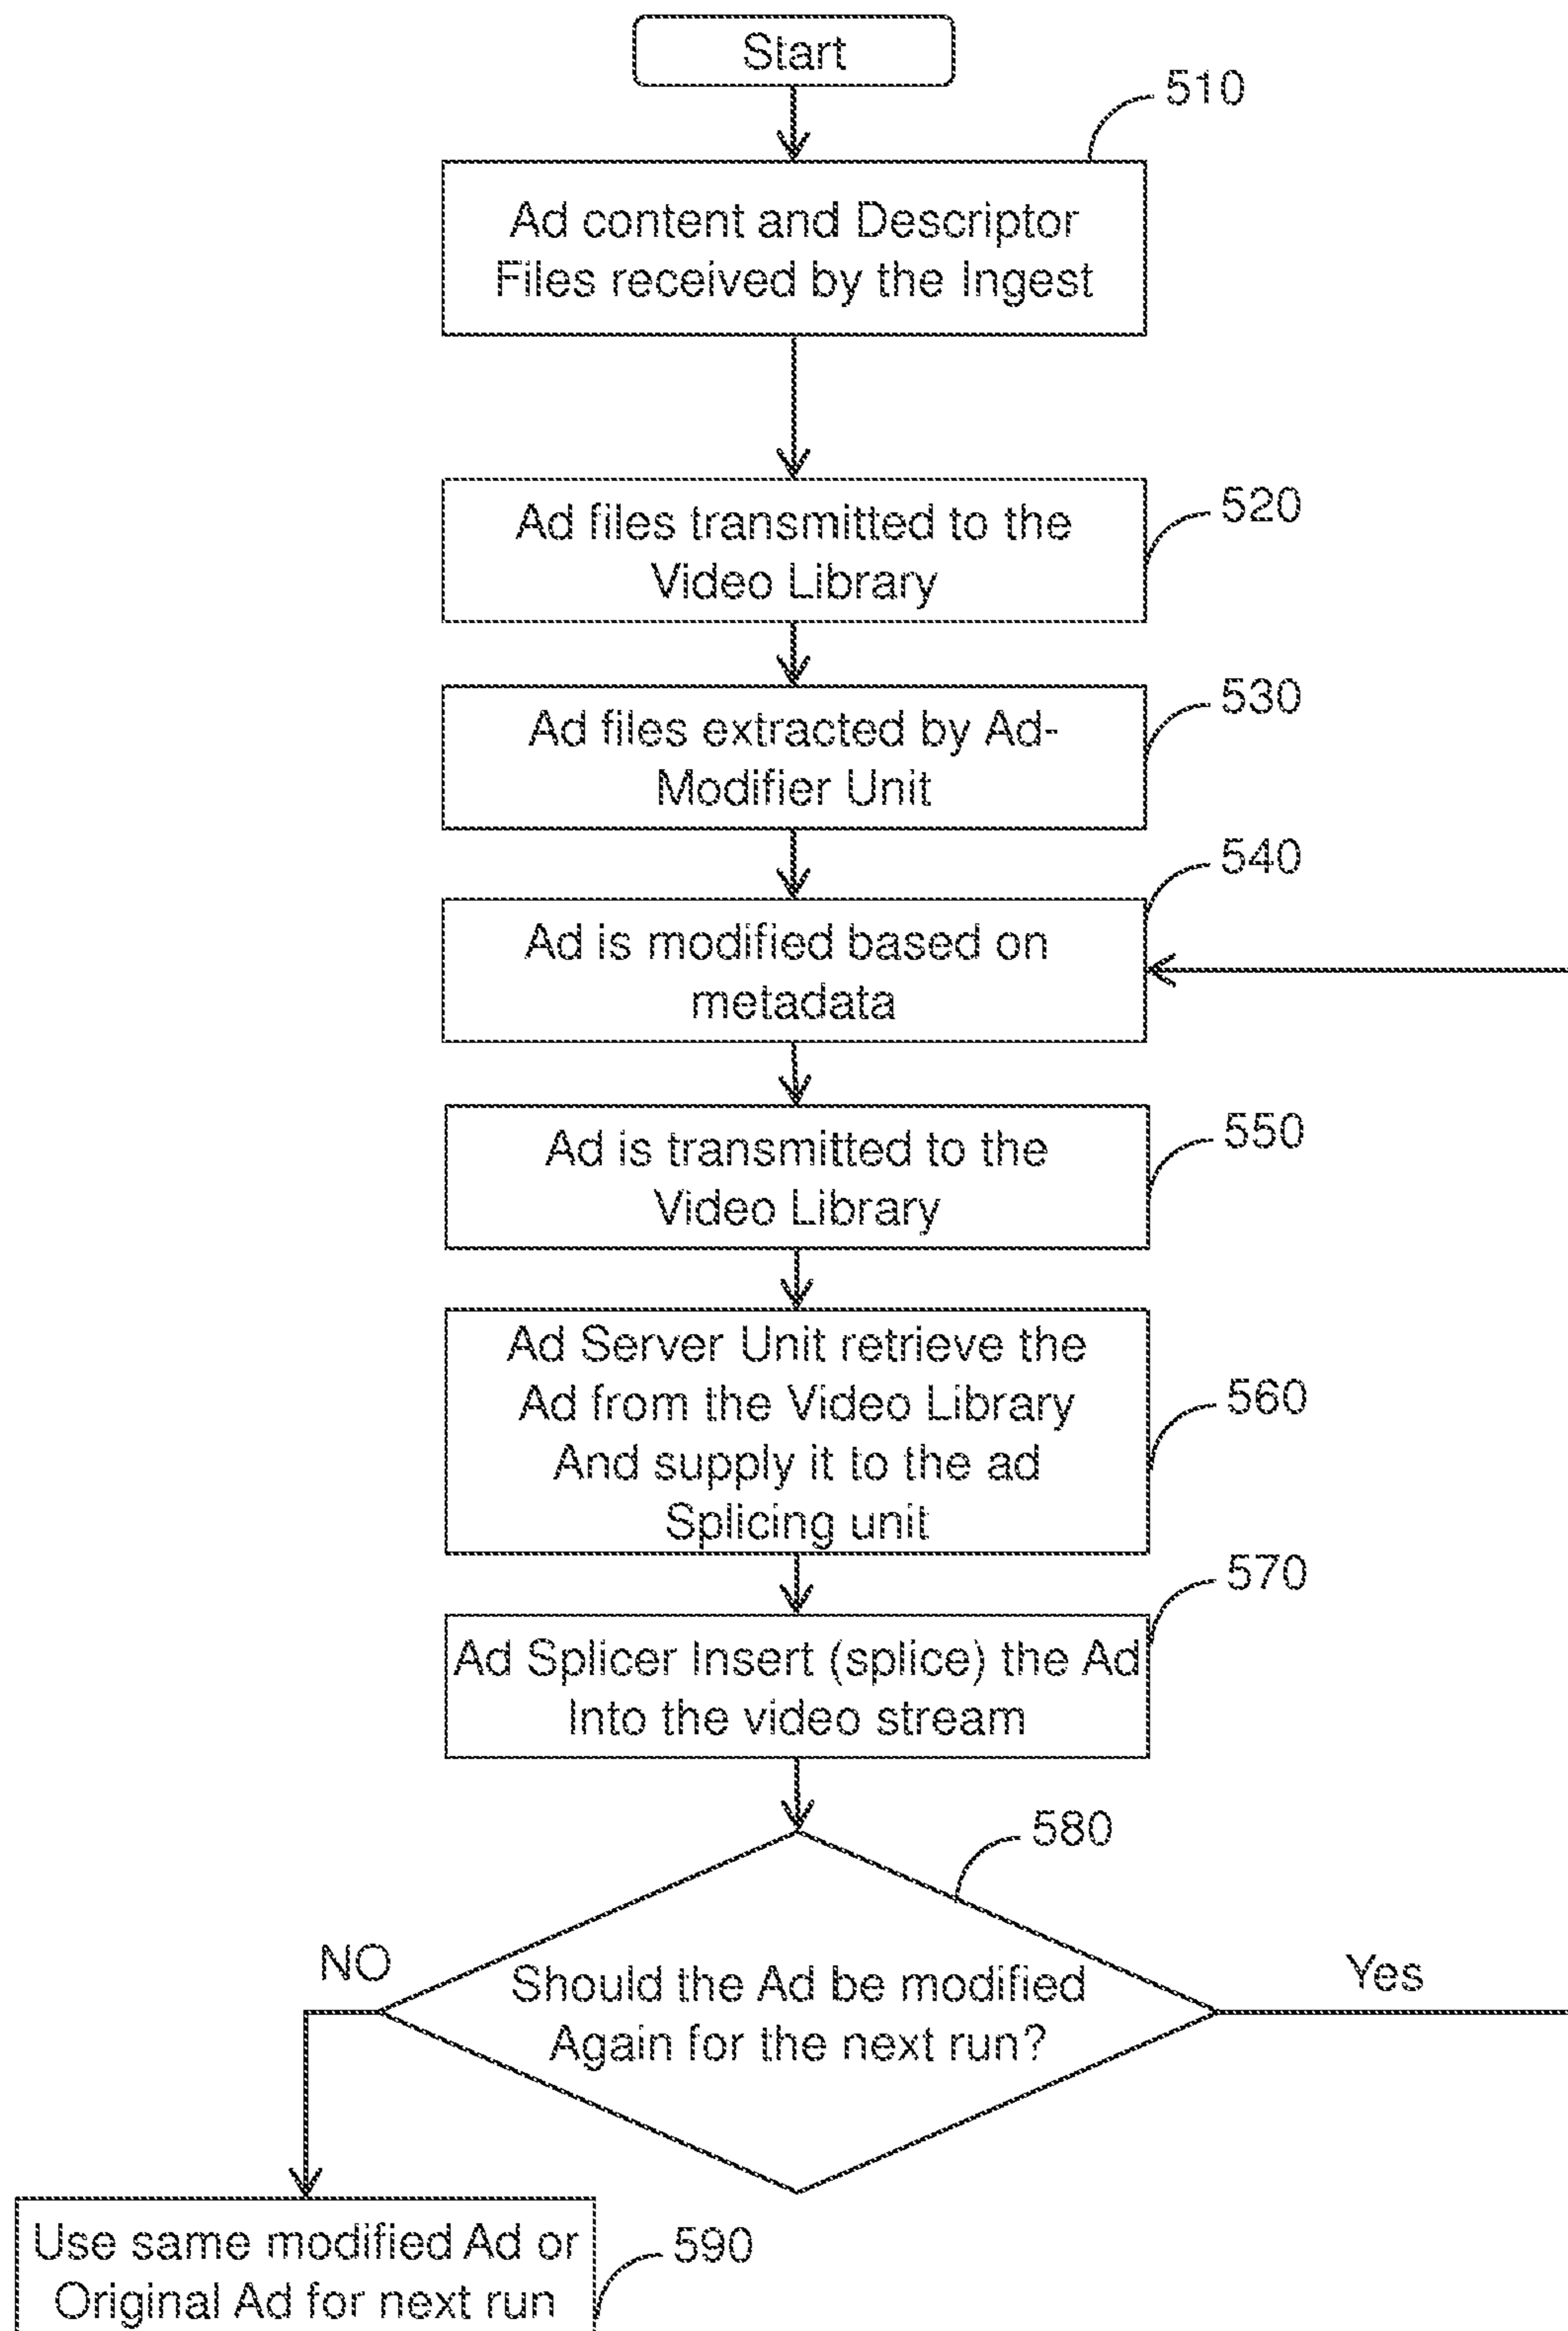 Start
510
Ad content and Descriptor
Files received by the Ingest
520
Ad files transmitted to the
Video Library
530
Ad files extracted by Ad-
Modifier Unit
540
Ad is modified based on
metadata
550
Ad is transmitted to the
Video Library
Ad Server Unit retrieve the
Ad from the Video Library
560
And supply it to the ad
Splicing unit
570
Ad Splicer Insert (splice) the Ad
Into the video stream
580
NO
Yes
Should the Ad be modified
Again for the next run?
Use same modified Ad or
590
Original Ad for next run